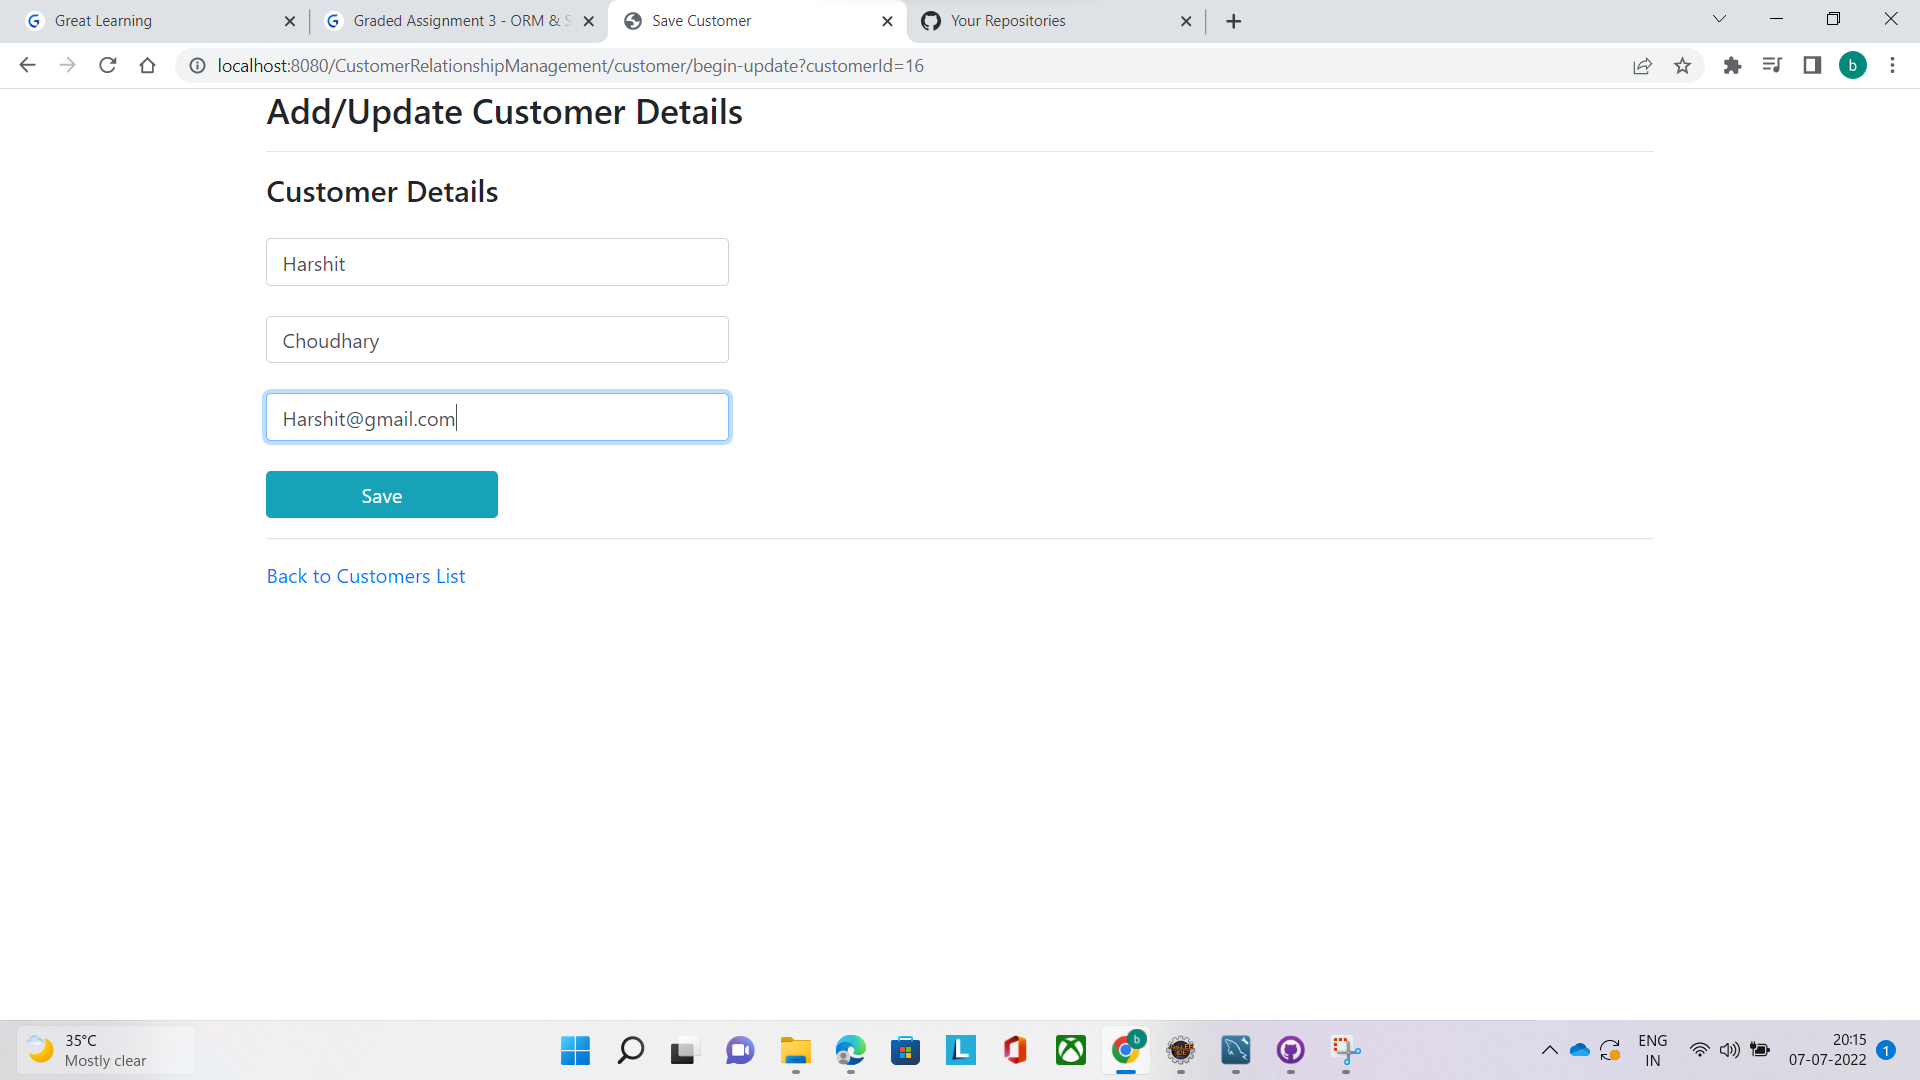 Great Learning
Graded Assignment 3 - ORM & S
Save Customer
Your Repositories
localhost:8080/CustomerRelationshipManagement/customer/begin-update?customerId=16
b
Add/Update Customer Details
Customer Details
Harshit
Choudhary
Harshit@gmail.com
Save
Back to Customers List
35°C
Mostly clear
L
b
ENG
IN
20:15
07-07-2022
1